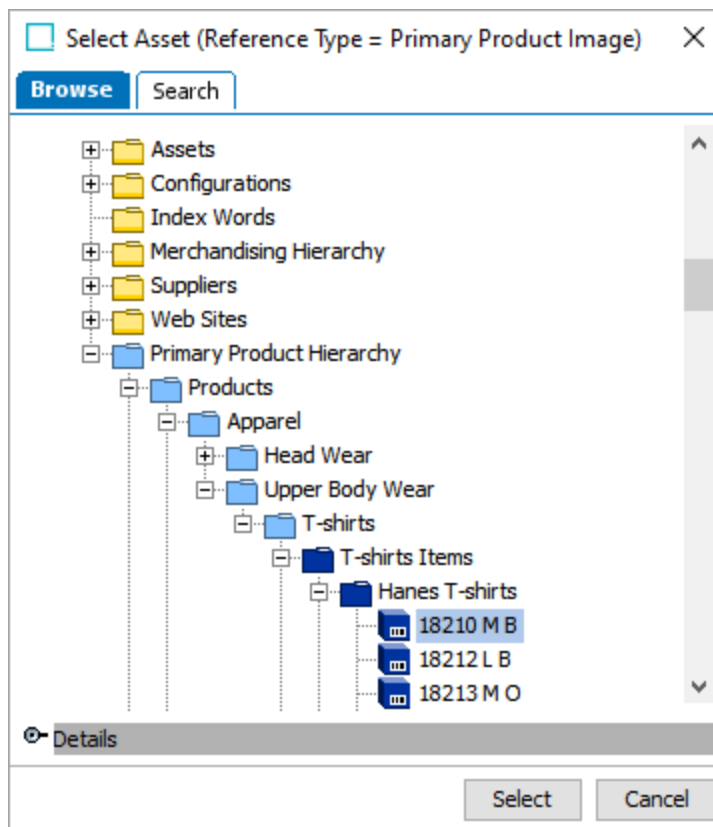 Select Asset (Reference Type = Primary Product Image)
Browse Search
Assets
Configurations
Index Words
Merchandising Hierarchy
Suppliers
Web Sites
Primary Product Hierarchy
Products
Apparel
Head Wear
Upper Body Wear
T-shirts
T-shirts Items
Hanes T-shirts
18210 M B
18212 L B
18213 M O
Details
Select Cancel